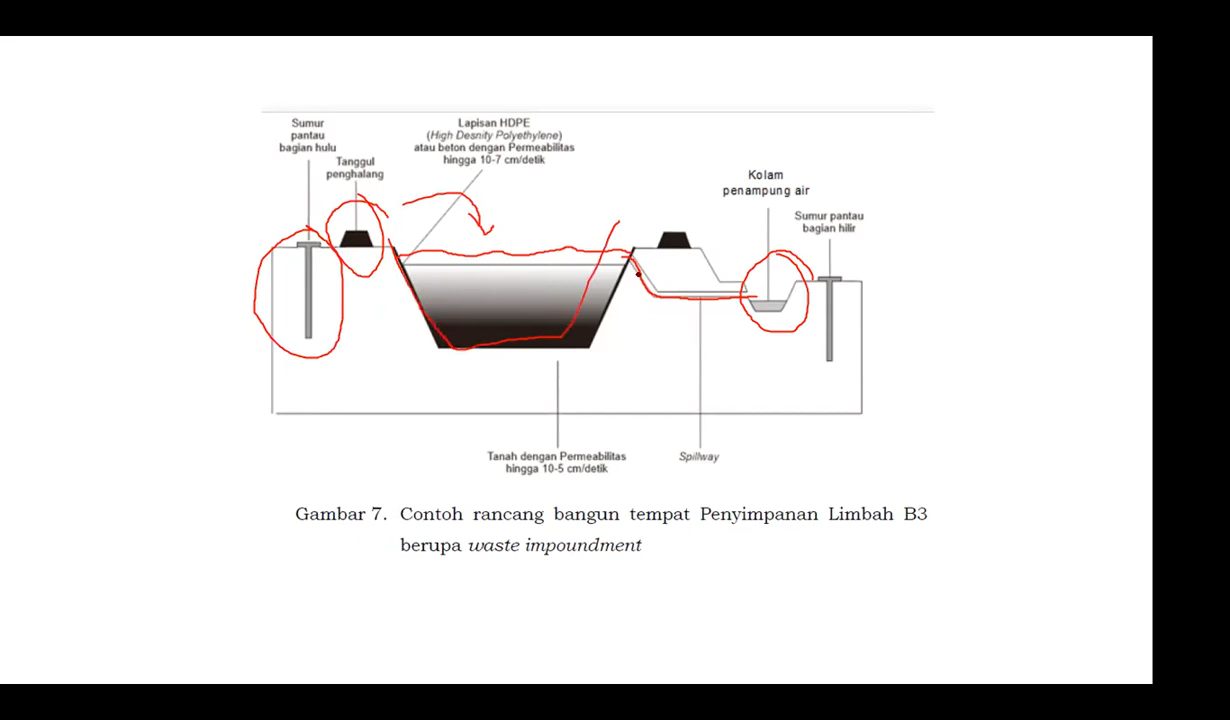 Sumur
pantau
bagian hulu
Tanggul
penghalang
Lapisan HDPE
(High Desnity Polyethylene)
atau beton dengan Permeabilitas
hingga 10-7 cm/detik
Kolam
penampung air
Sumur pantau
bagian hilir
Tanah dengan Permeabilitas
hingga 10-5 cm/detik
Spillway
Gambar 7. Contoh rancang bangun tempat Penyimpanan Limbah B3
berupa waste impoundment